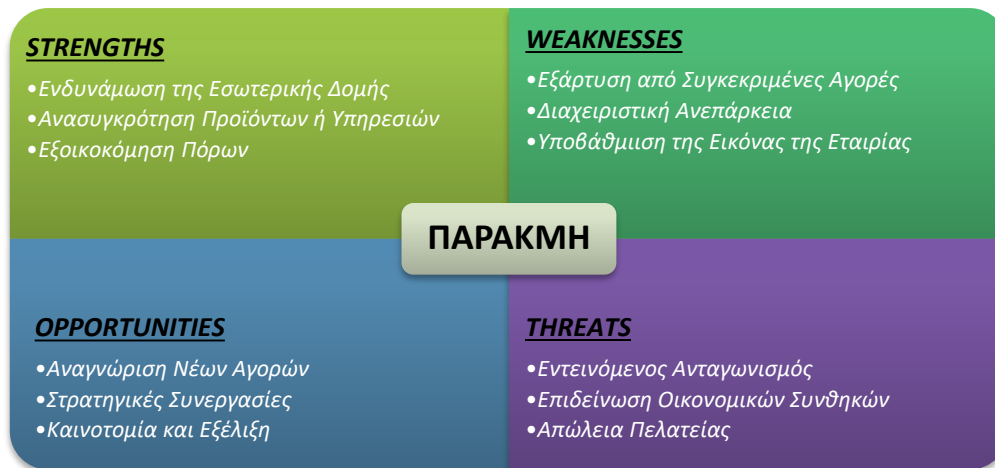 STRENGTHS
•Ενδυνάμωση της Εσωτερικής Δομής
•Ανασυγκρότηση Προϊόντων ή Υπηρεσιών
•Εξοικοκόμηση Πόρων
WEAKNESSES
•Εξάρτυση από Συγκεκριμένες Αγορές
•Διαχειριστική Ανεπάρκεια
•Υποβάθμιιση της Εικόνας της Εταιρίας
ΠΑΡΑΚΜΗ
OPPORTUNITIES
•Αναγνώριση Νέων Αγορών
•Στρατηγικές Συνεργασίες
•Καινοτομία και Εξέλιξη
THREATS
•Εντεινόμενος Ανταγωνισμός
•Επιδείνωση Οικονομικών Συνθηκών
•Απώλεια Πελατείας